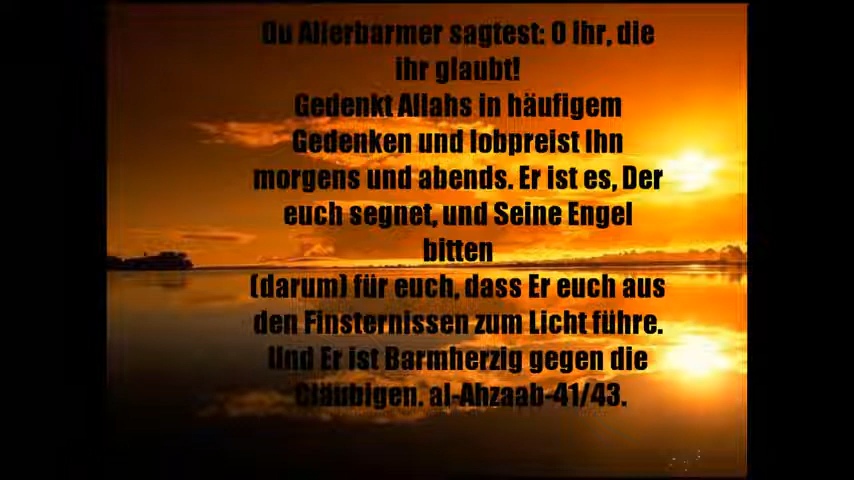 Du Allerbarmer sagtest: O Ihr, die
ihr glaubt!
Gedenkt Allahs in häufigem
Gedenken und lobpreist Ihn
morgens und abends. Er ist es, Der
euch segnet, und Seine Engel
bitten
(darum) für euch, dass Er euch aus
den Finsternissen zum Licht führe.
Und Er ist Barmherzig gegen die
Gläubigen. al-Ahzaab-41/43.